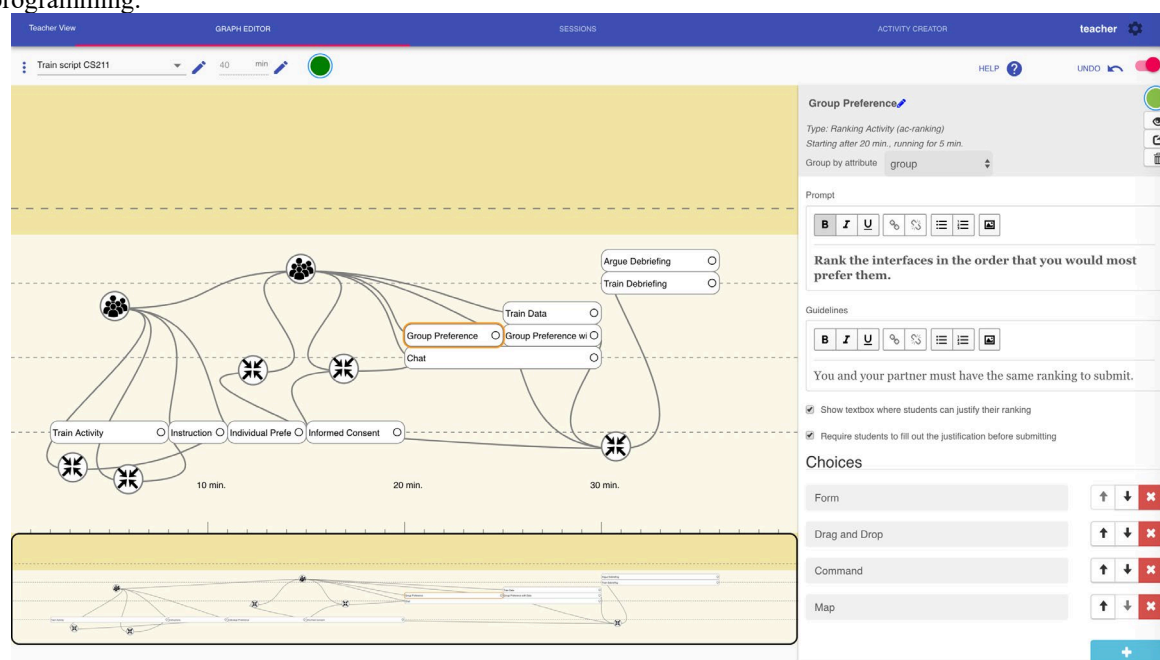 programming.
Teacher View
GRAPH EDITOR
SESSIONS
ACTIVITY CREATOR
teacher
Train script CS211
40 min
HELP
UNDO
Argue Debriefing
Train Debriefing
Train Data
Group Preference
Group Preference wi
Chat
Train Activity
Instruction
Individual Prefe
Informed Consent
10 min.
20 min.
30 min.
Group Preference
Type: Ranking Activity (ac-ranking)
Starting after 20 min., running for 5 min.
Group by attribute group
Prompt
B I U
Rank the interfaces in the order that you would most
prefer them.
Guidelines
B I U
You and your partner must have the same ranking to submit.
Show textbox where students can justify their ranking
Require students to fill out the justification before submitting
Choices
Form
Drag and Drop
Command
Map
+